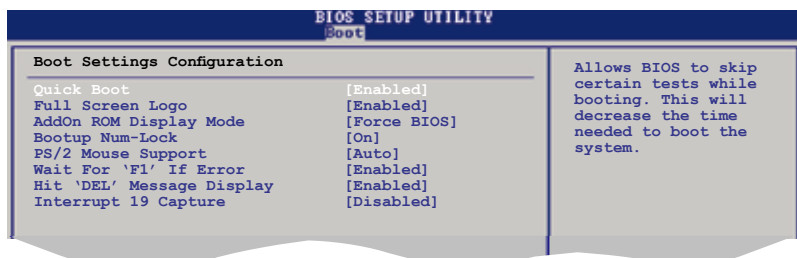 BIOS SETUP UTILITY
Boot
Boot Settings Configuration
Quick Boot [Enabled]
Full Screen Logo [Enabled]
AddOn ROM Display Mode [Force BIOS]
Bootup Num-Lock [On]
PS/2 Mouse Support [Auto]
Wait For ‘F1’ If Error [Enabled]
Hit ‘DEL’ Message Display [Enabled]
Interrupt 19 Capture [Disabled]
Allows BIOS to skip
certain tests while
booting. This will
decrease the time
needed to boot the
system.